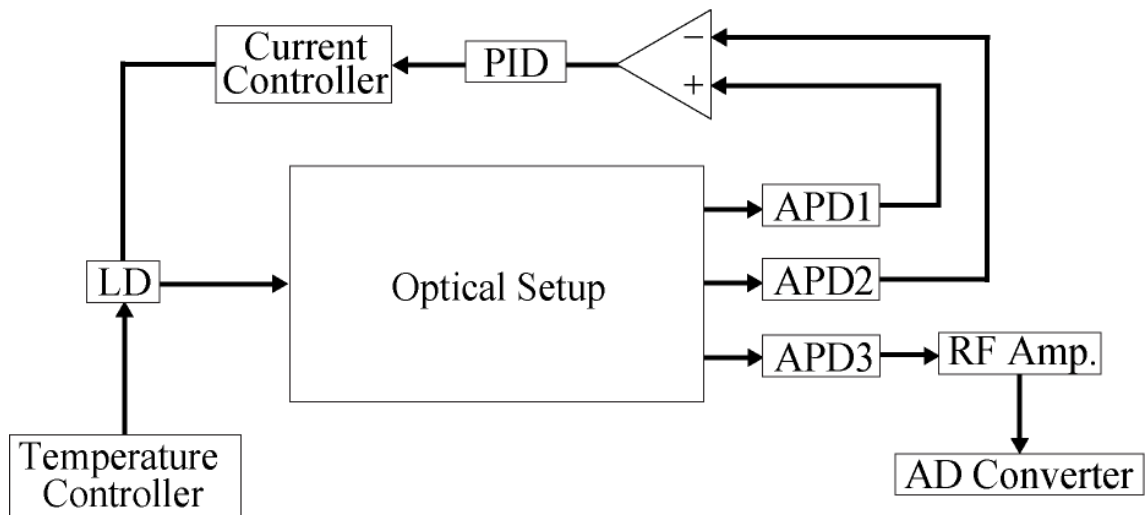 Current
Controller
PID
−
+
APD1
LD
Optical Setup
APD2
APD3
RF Amp.
Temperature
Controller
AD Converter